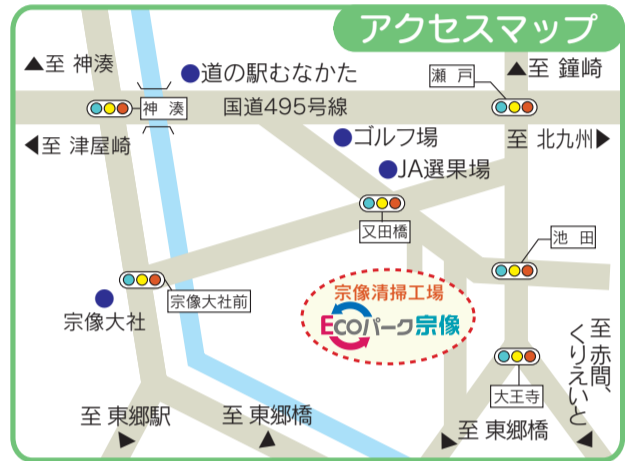 アクセスマップ
▲至 神湊
道の駅むなかた
瀬 戸
▲至 鐘崎
神 湊
国道495号線
◀至 津屋崎
ゴルフ場
至 北九州▶
JA選果場
又田橋
池 田
宗像大社前
宗像大社
宗像清掃工場
Ecoパーク宗像
至 赤間、
くりえいと
大王寺
至 東郷駅
至 東郷橋
至 東郷橋